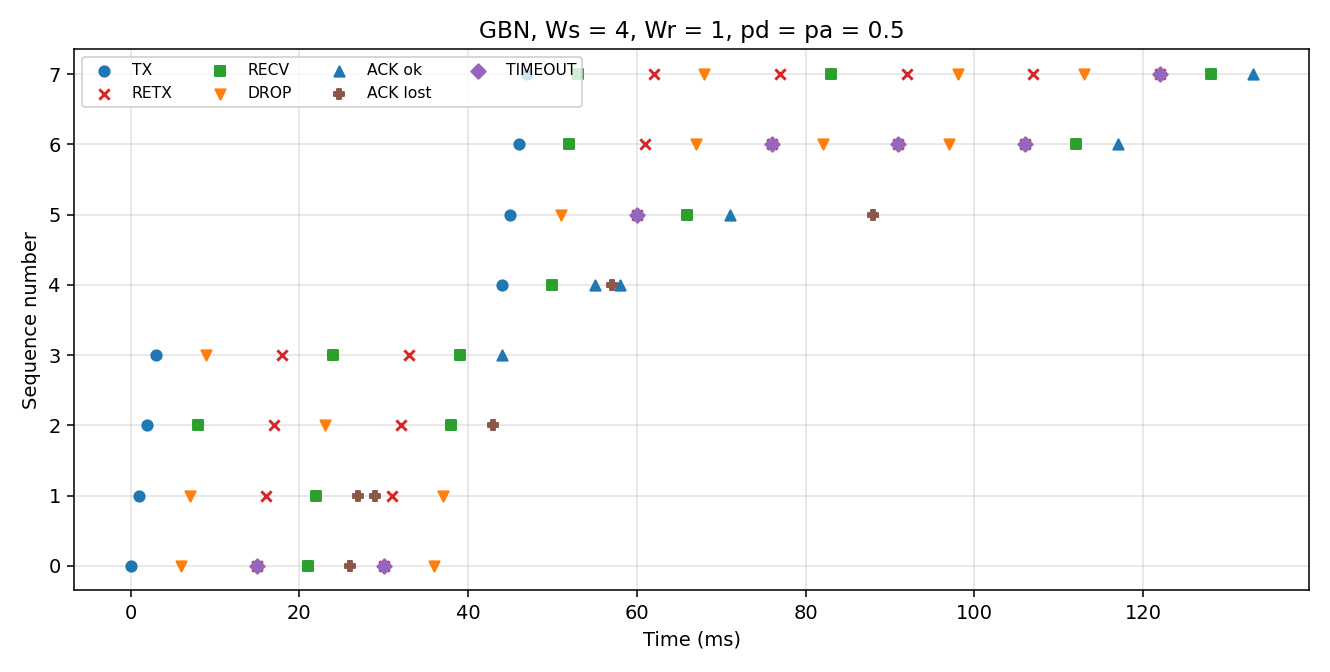 GBN, Ws = 4, Wr = 1, pd = pa = 0.5
TX RECV ACK ok TIMEOUT
RETX DROP ACK lost
7
6
5
4
3
2
1
0
Sequence number
0 20 40 60 80 100 120
Time (ms)